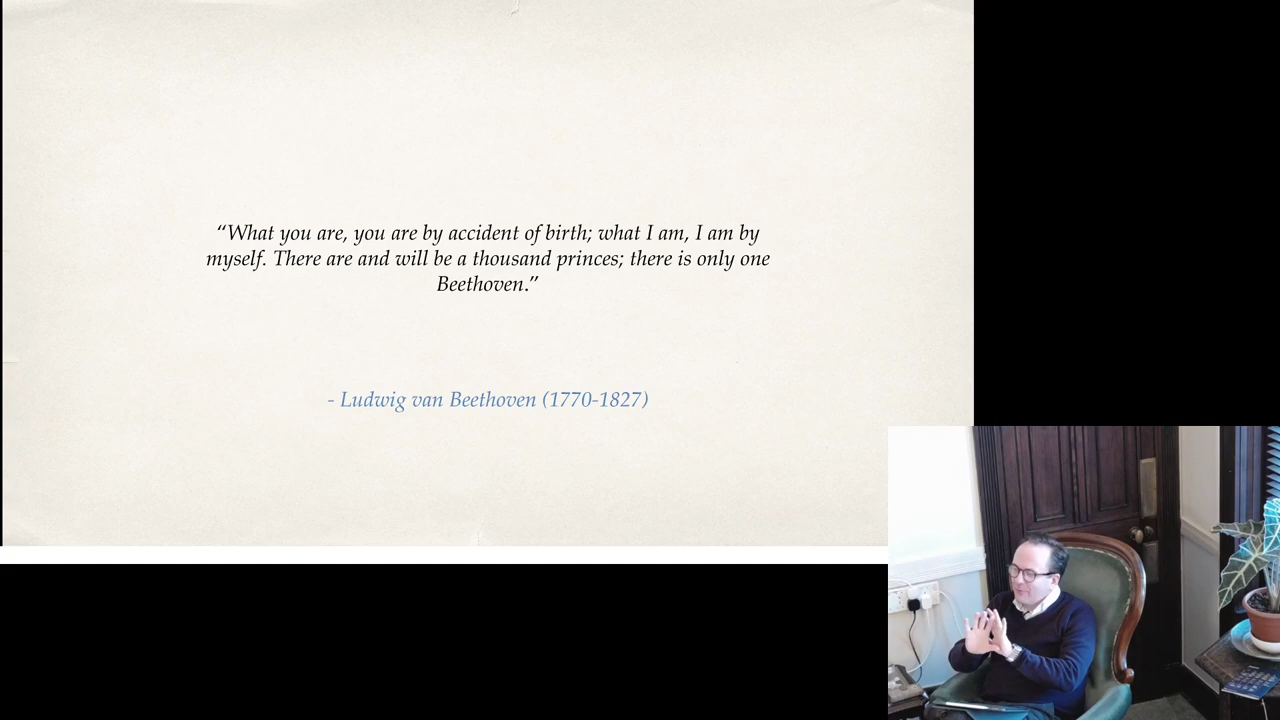 “What you are, you are by accident of birth; what I am, I am by
myself. There are and will be a thousand princes; there is only one
Beethoven.”
- Ludwig van Beethoven (1770-1827)